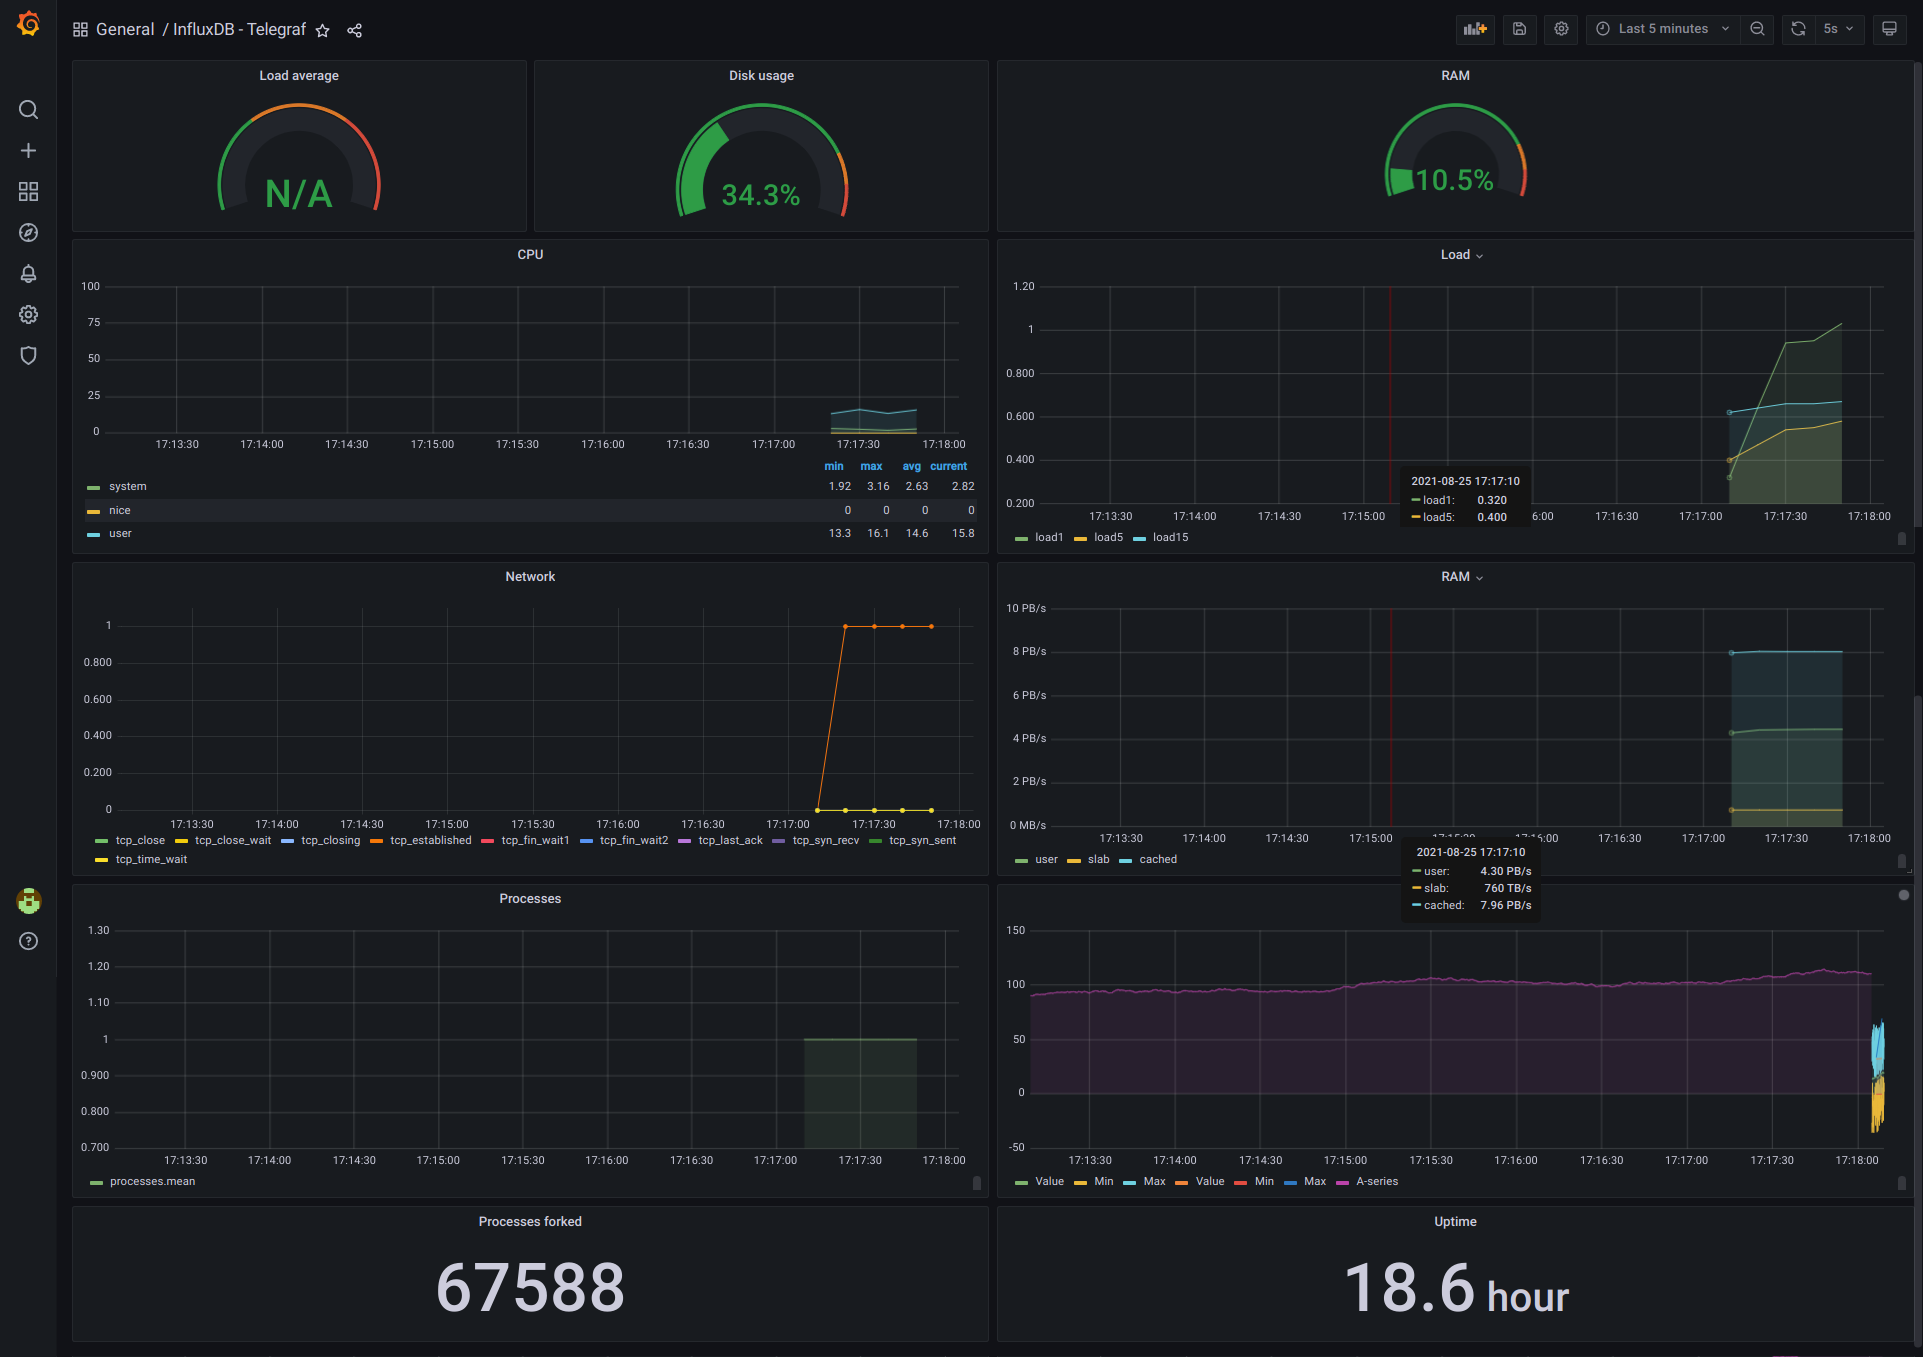 General / InfluxDB - Telegraf
Last 5 minutes
5s
Load average
N/A
Disk usage
34.3%
RAM
10.5%
CPU
100
75
50
25
0
17:13:30 17:14:00 17:14:30 17:15:00 17:15:30 17:16:00 17:16:30 17:17:00 17:17:30 17:18:00
min max avg current
system 1.92 3.16 2.63 2.82
nice 0 0 0 0
user 13.3 16.1 14.6 15.8
Load
1.20
1
0.800
0.600
0.400
0.200
17:13:30 17:14:00 17:14:30 17:15:00 6:00 17:16:30 17:17:00 17:17:30 17:18:00
2021-08-25 17:17:10
load1: 0.320
load5: 0.400
load1 load5 load15
Network
1
0.800
0.600
0.400
0.200
0
17:13:30 17:14:00 17:14:30 17:15:00 17:15:30 17:16:00 17:16:30 17:17:00 17:17:30 17:18:00
tcp_close tcp_close_wait tcp_closing tcp_established tcp_fin_wait1 tcp_fin_wait2 tcp_last_ack tcp_syn_recv tcp_syn_sent
tcp_time_wait
RAM
10 PB/s
8 PB/s
6 PB/s
4 PB/s
2 PB/s
0 MB/s
17:13:30 17:14:00 17:14:30 17:15:00 17:15:30 17:16:00 17:16:30 17:17:00 17:17:30 17:18:00
user slab cached
2021-08-25 17:17:10
user: 4.30 PB/s
slab: 760 TB/s
cached: 7.96 PB/s
Processes
1.30
1.20
1.10
1
0.900
0.800
0.700
17:13:30 17:14:00 17:14:30 17:15:00 17:15:30 17:16:00 17:16:30 17:17:00 17:17:30 17:18:00
processes.mean
150
100
50
0
-50
17:13:30 17:14:00 17:14:30 17:15:00 17:15:30 17:16:00 17:16:30 17:17:00 17:17:30 17:18:00
Value Min Max Value Min Max A-series
Processes forked
67588
Uptime
18.6 hour